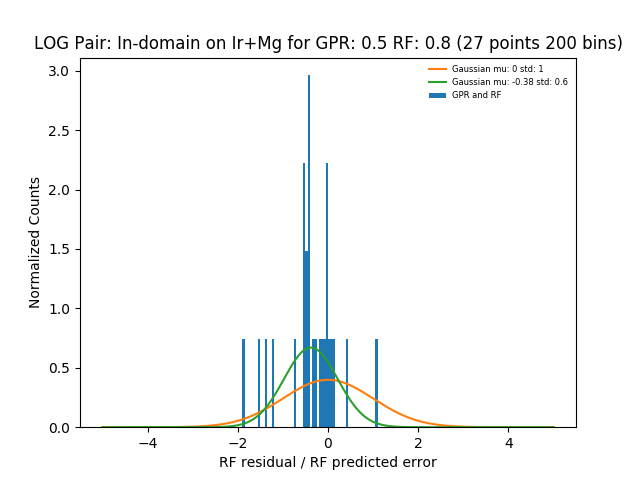 LOG Pair: In-domain on Ir+Mg for GPR: 0.5 RF: 0.8 (27 points 200 bins)
Gaussian mu: 0 std: 1
Gaussian mu: -0.38 std: 0.6
GPR and RF
Normalized Counts
3.0
2.5
2.0
1.5
1.0
0.5
0.0
−4
−2
0
2
4
RF residual / RF predicted error